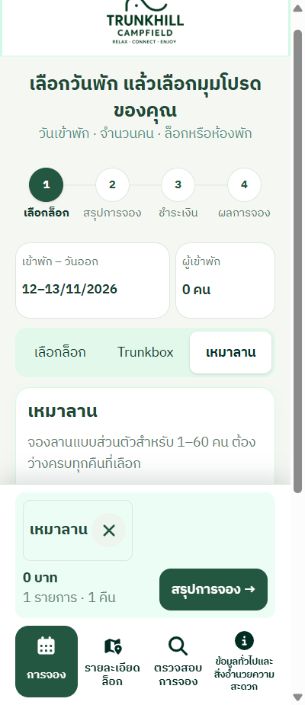 TRUNKHILL
CAMPFIELD
RELAX · CONNECT · ENJOY
เลือกวันพัก แล้วเลือกมุมโปรด
ของคุณ
วันเข้าพัก · จำนวนคน · ล็อกหรือห้องพัก
1 2 3 4
เลือกล็อก สรุปการจอง ชำระเงิน ผลการจอง
เข้าพัก – วันออก ผู้เข้าพัก
12–13/11/2026 0 คน
เลือกล็อก Trunkbox เหมาลาน
เหมาลาน
จองลานแบบส่วนตัวสำหรับ 1–60 คน ต้อง
ว่างครบทุกคืนที่เลือก
เหมาลาน ×
0 บาท
1 รายการ · 1 คืน
สรุปการจอง →
การจอง
รายละเอียด
ล็อก
ตรวจสอบ
การจอง
ข้อมูลทั่วไปและ
สิ่งอำนวยความ
สะดวก